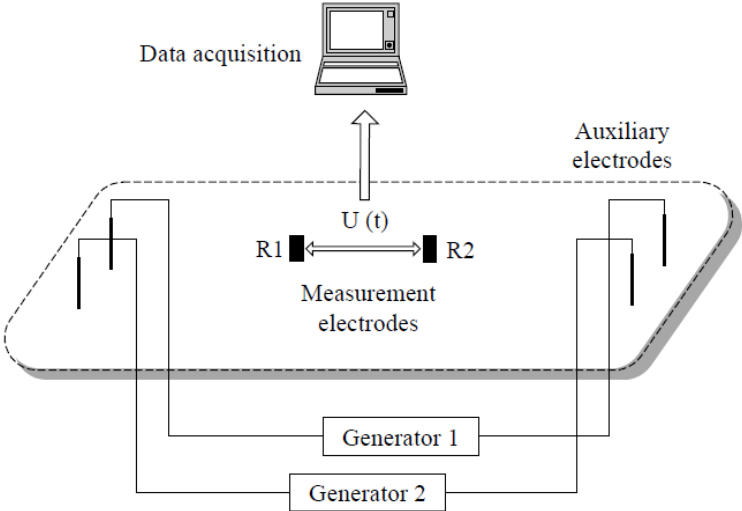 Data acquisition
Auxiliary
electrodes
U (t)
R1
R2
Measurement
electrodes
Generator 1
Generator 2